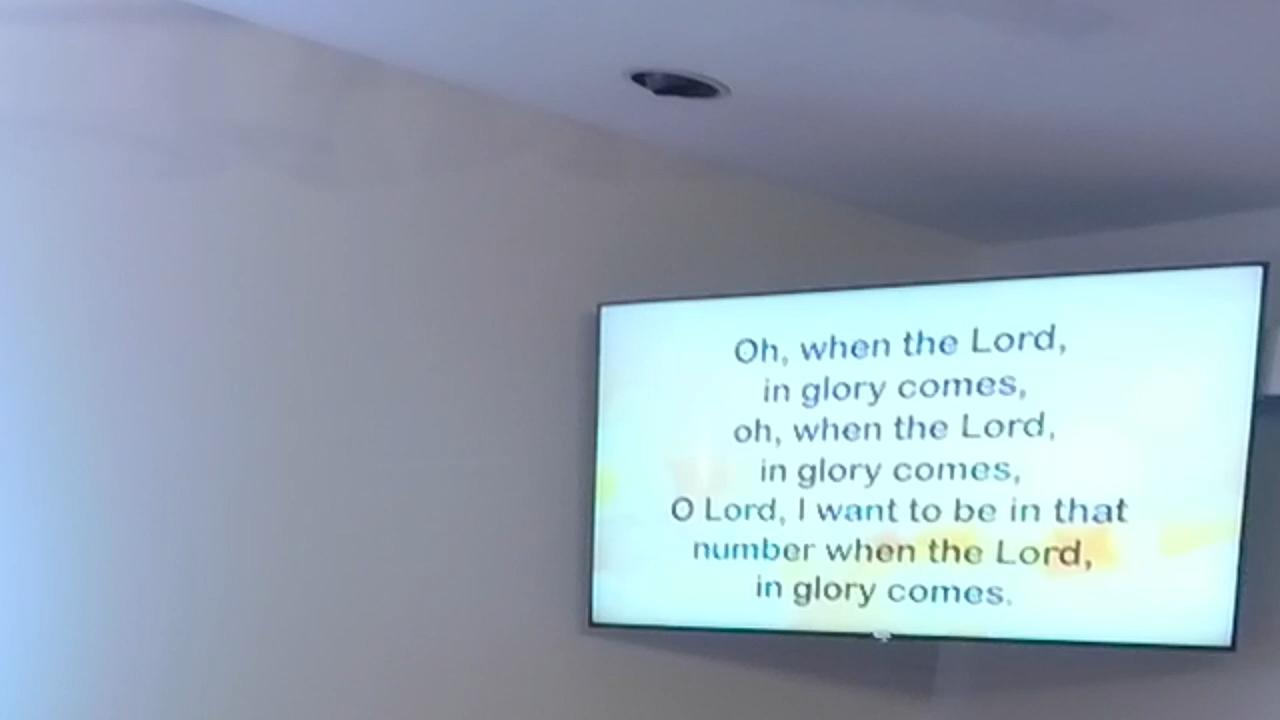 Oh, when the Lord,
in glory comes,
oh, when the Lord,
in glory comes,
O Lord, I want to be in that
number when the Lord,
in glory comes.